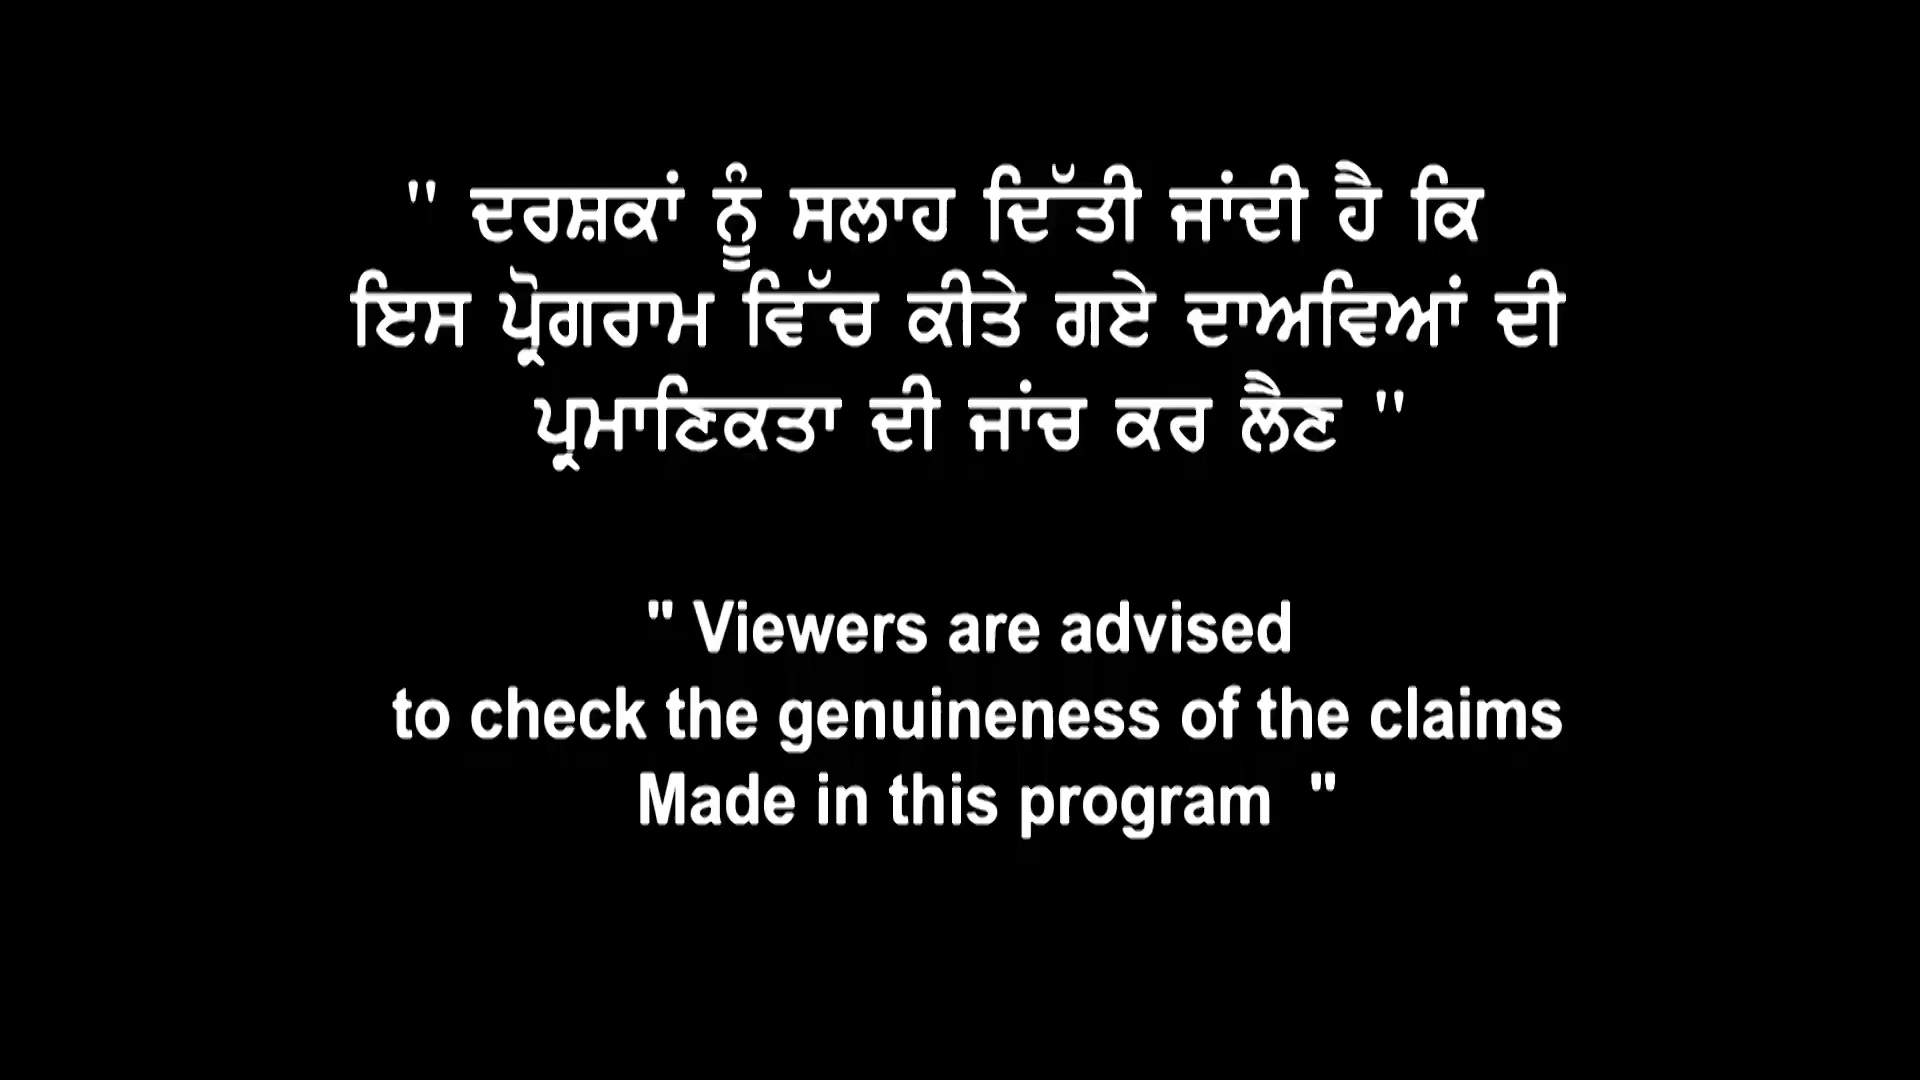 " ਦਰਸ਼ਕਾਂ ਨੂੰ ਸਲਾਹ ਦਿੱਤੀ ਜਾਂਦੀ ਹੈ ਕਿ
ਇਸ ਪ੍ਰੋਗਰਾਮ ਵਿੱਚ ਕੀਤੇ ਗਏ ਦਾਅਵਿਆਂ ਦੀ
ਪ੍ਰਮਾਣਿਕਤਾ ਦੀ ਜਾਂਚ ਕਰ ਲੈਣ "
" Viewers are advised
to check the genuineness of the claims
Made in this program "